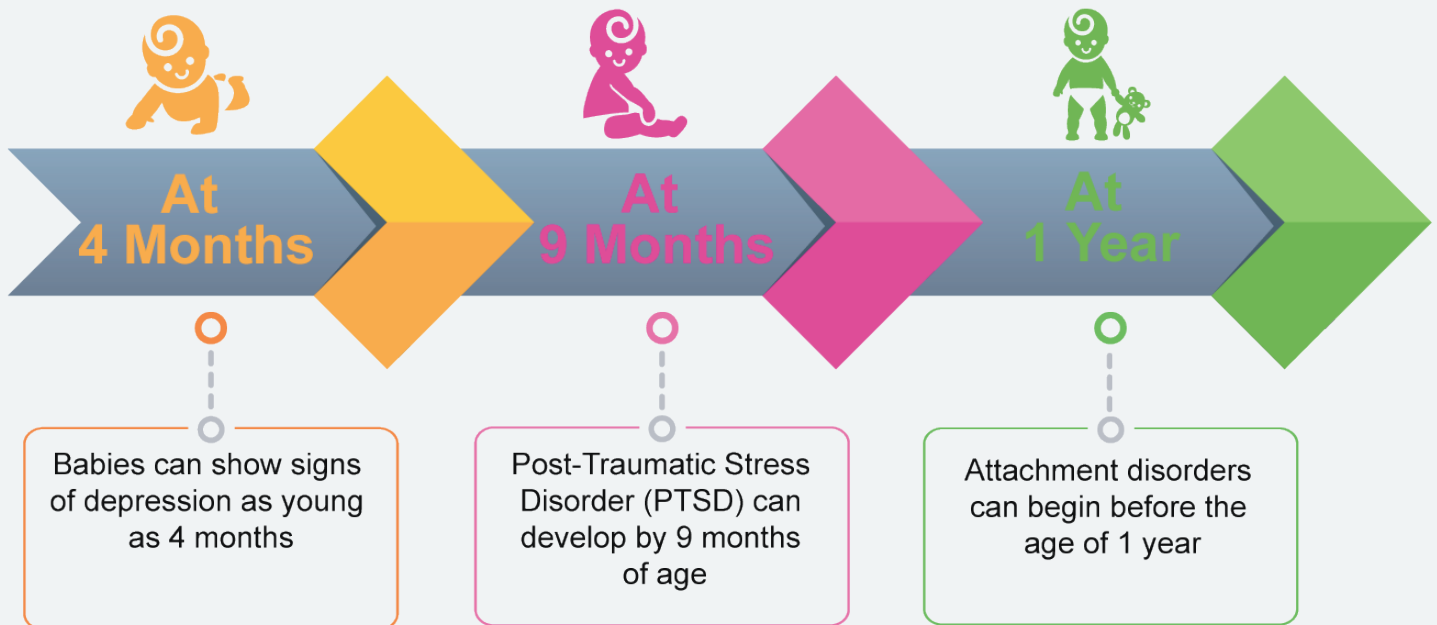 At
4 Months
At
9 Months
At
1 Year
Babies can show signs
of depression as young
as 4 months
Post-Traumatic Stress
Disorder (PTSD) can
develop by 9 months
of age
Attachment disorders
can begin before the
age of 1 year